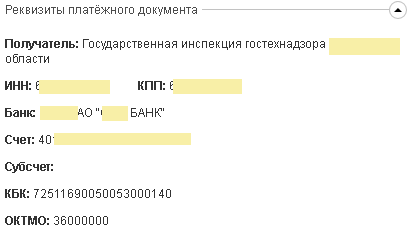 Реквизиты платёжного документа
Получатель: Государственная инспекция гостехнадзора
области
ИНН: 6 КПП: 6
Банк: АО " БАНК"
Счет: 40
Субсчет:
КБК: 72511690050053000140
ОКТМО: 36000000